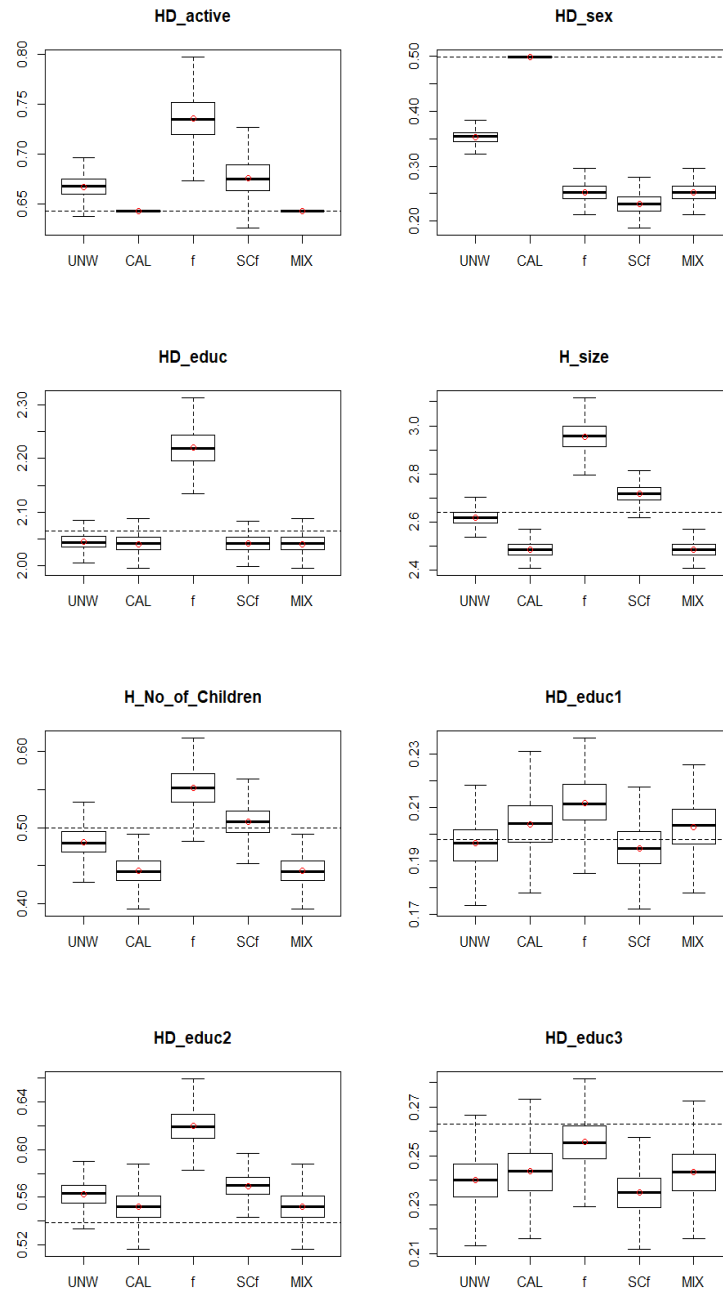 HD_active
0.80
0.75
0.70
0.65
UNW CAL f SCf MIX
HD_sex
0.50
0.40
0.30
0.20
UNW CAL f SCf MIX
HD_educ
2.30
2.20
2.10
2.00
UNW CAL f SCf MIX
H_size
3.0
2.8
2.6
2.4
UNW CAL f SCf MIX
H_No_of_Children
0.60
0.50
0.40
UNW CAL f SCf MIX
HD_educ1
0.23
0.21
0.19
0.17
UNW CAL f SCf MIX
HD_educ2
0.64
0.60
0.56
0.52
UNW CAL f SCf MIX
HD_educ3
0.27
0.25
0.23
0.21
UNW CAL f SCf MIX